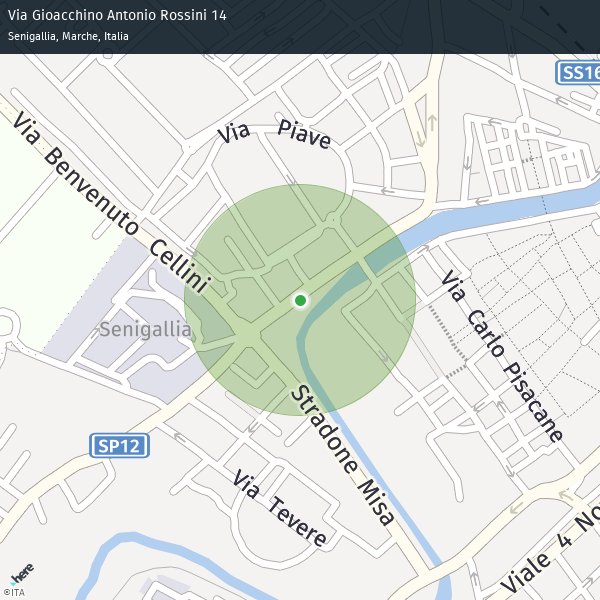 Via Gioacchino Antonio Rossini 14
Senigallia, Marche, Italia
SS16
Via Piave
Via Benvenuto Cellini
Via Carlo Pisacane
Senigallia
Stradone Misa
SP12
Via Tevere
Viale 4 No
here
©ITA